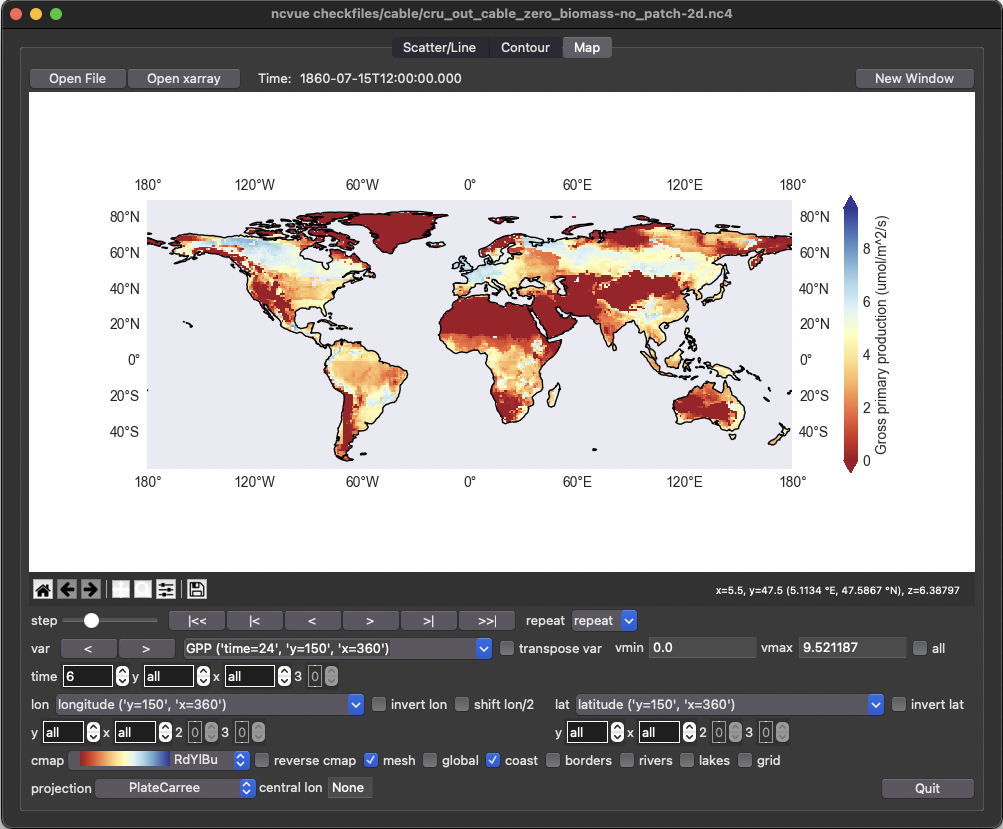 ncvue checkfiles/cable/cru_out_cable_zero_biomass-no_patch-2d.nc4
Scatter/Line Contour Map
Open File Open xarray Time: 1860-07-15T12:00:00.000 New Window
180° 120°W 60°W 0° 60°E 120°E 180°
80°N 80°N
60°N 60°N 8
40°N 40°N
20°N 20°N 6
0° 0° 4
20°S 20°S 2
40°S 40°S
0
Gross primary production (umol/m^2/s)
180° 120°W 60°W 0° 60°E 120°E 180°
x=5.5, y=47.5 (5.1134 °E, 47.5867 °N), z=6.38797
step |<< |< < > >| >>| repeat repeat
var < > GPP ('time=24', 'y=150', 'x=360') transpose var vmin 0.0 vmax 9.521187 all
time 6 y all x all 3 0
lon longitude ('y=150', 'x=360') invert lon shift lon/2 lat latitude ('y=150', 'x=360') invert lat
y all x all 2 0 3 0 y all x all 2 0 3 0
cmap RdYlBu reverse cmap mesh global coast borders rivers lakes grid
projection PlateCarree central lon None Quit